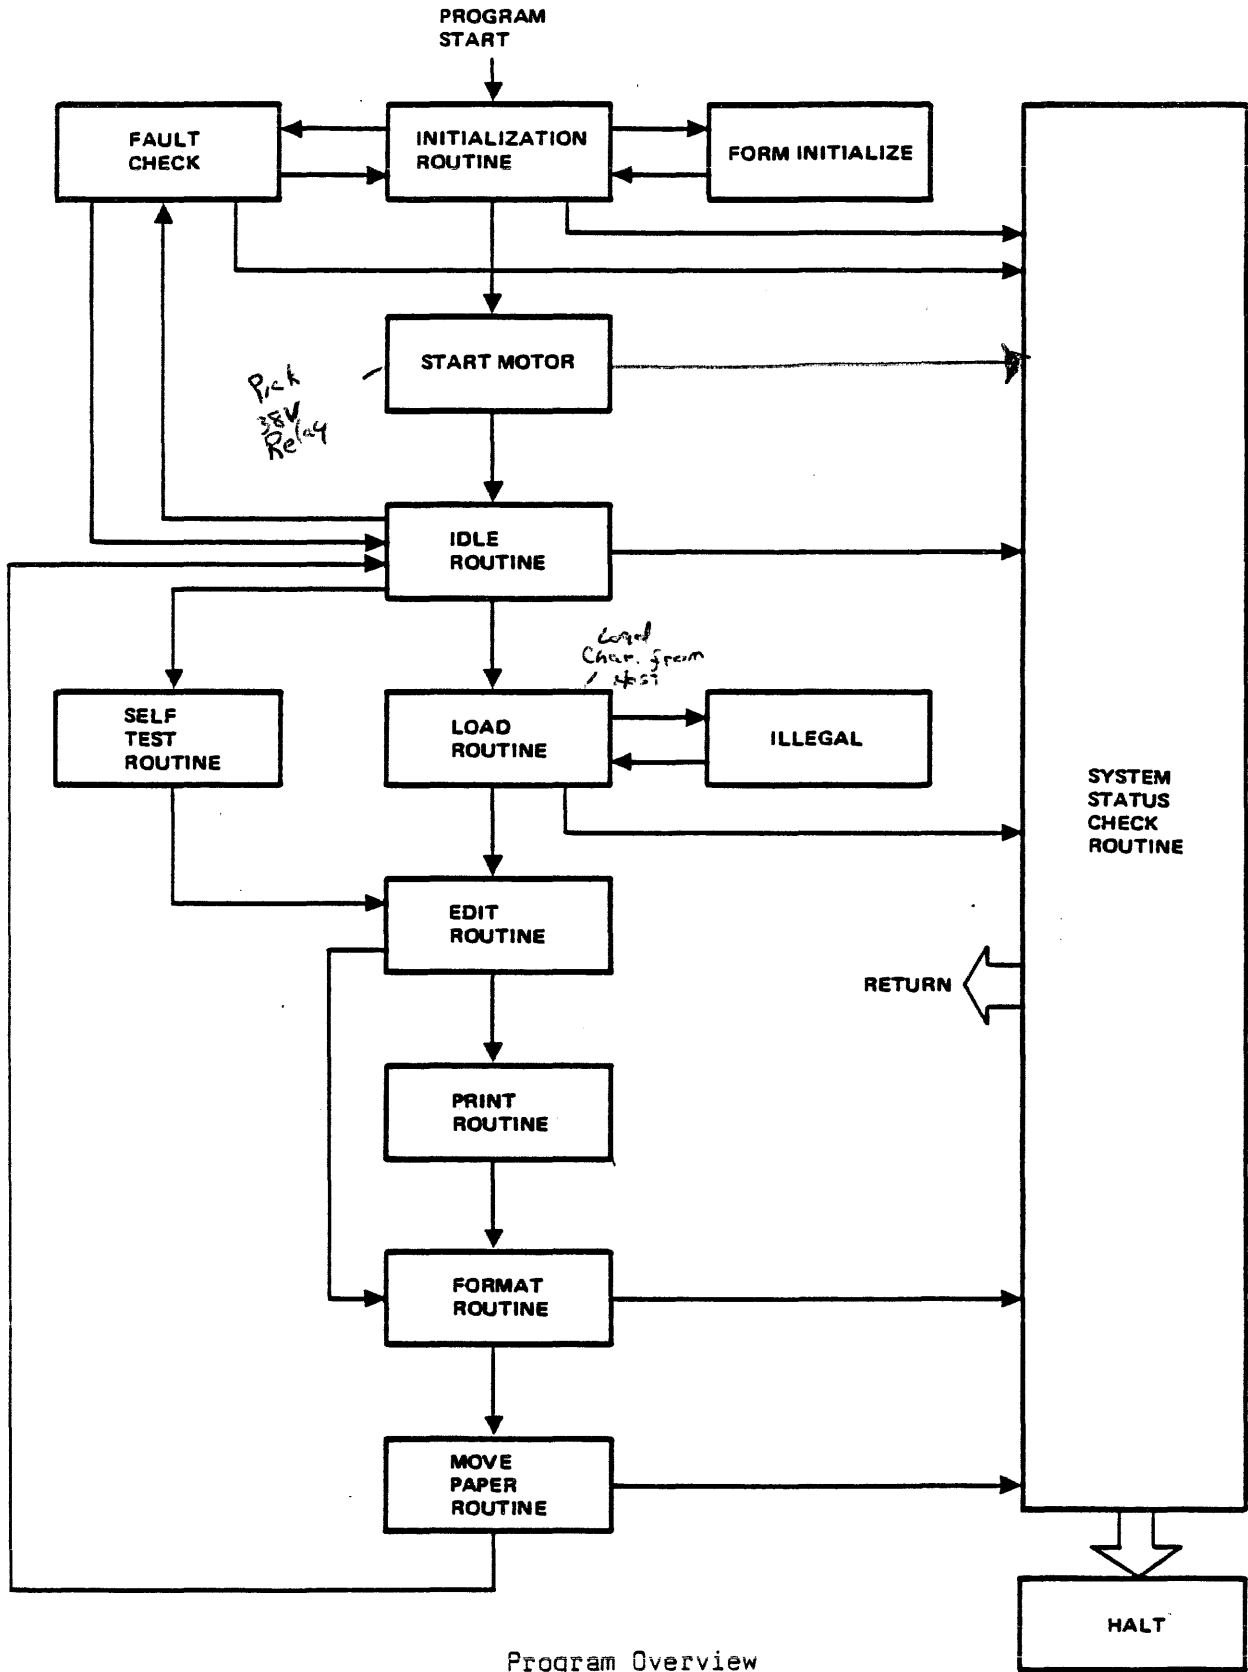 PROGRAM
START
FAULT
CHECK
INITIALIZATION
ROUTINE
FORM INITIALIZE
START MOTOR
Pick
38V
Relay
IDLE
ROUTINE
Load
Char. from
Host
SELF
TEST
ROUTINE
LOAD
ROUTINE
ILLEGAL
SYSTEM
STATUS
CHECK
ROUTINE
EDIT
ROUTINE
RETURN
PRINT
ROUTINE
FORMAT
ROUTINE
MOVE
PAPER
ROUTINE
HALT
Program Overview